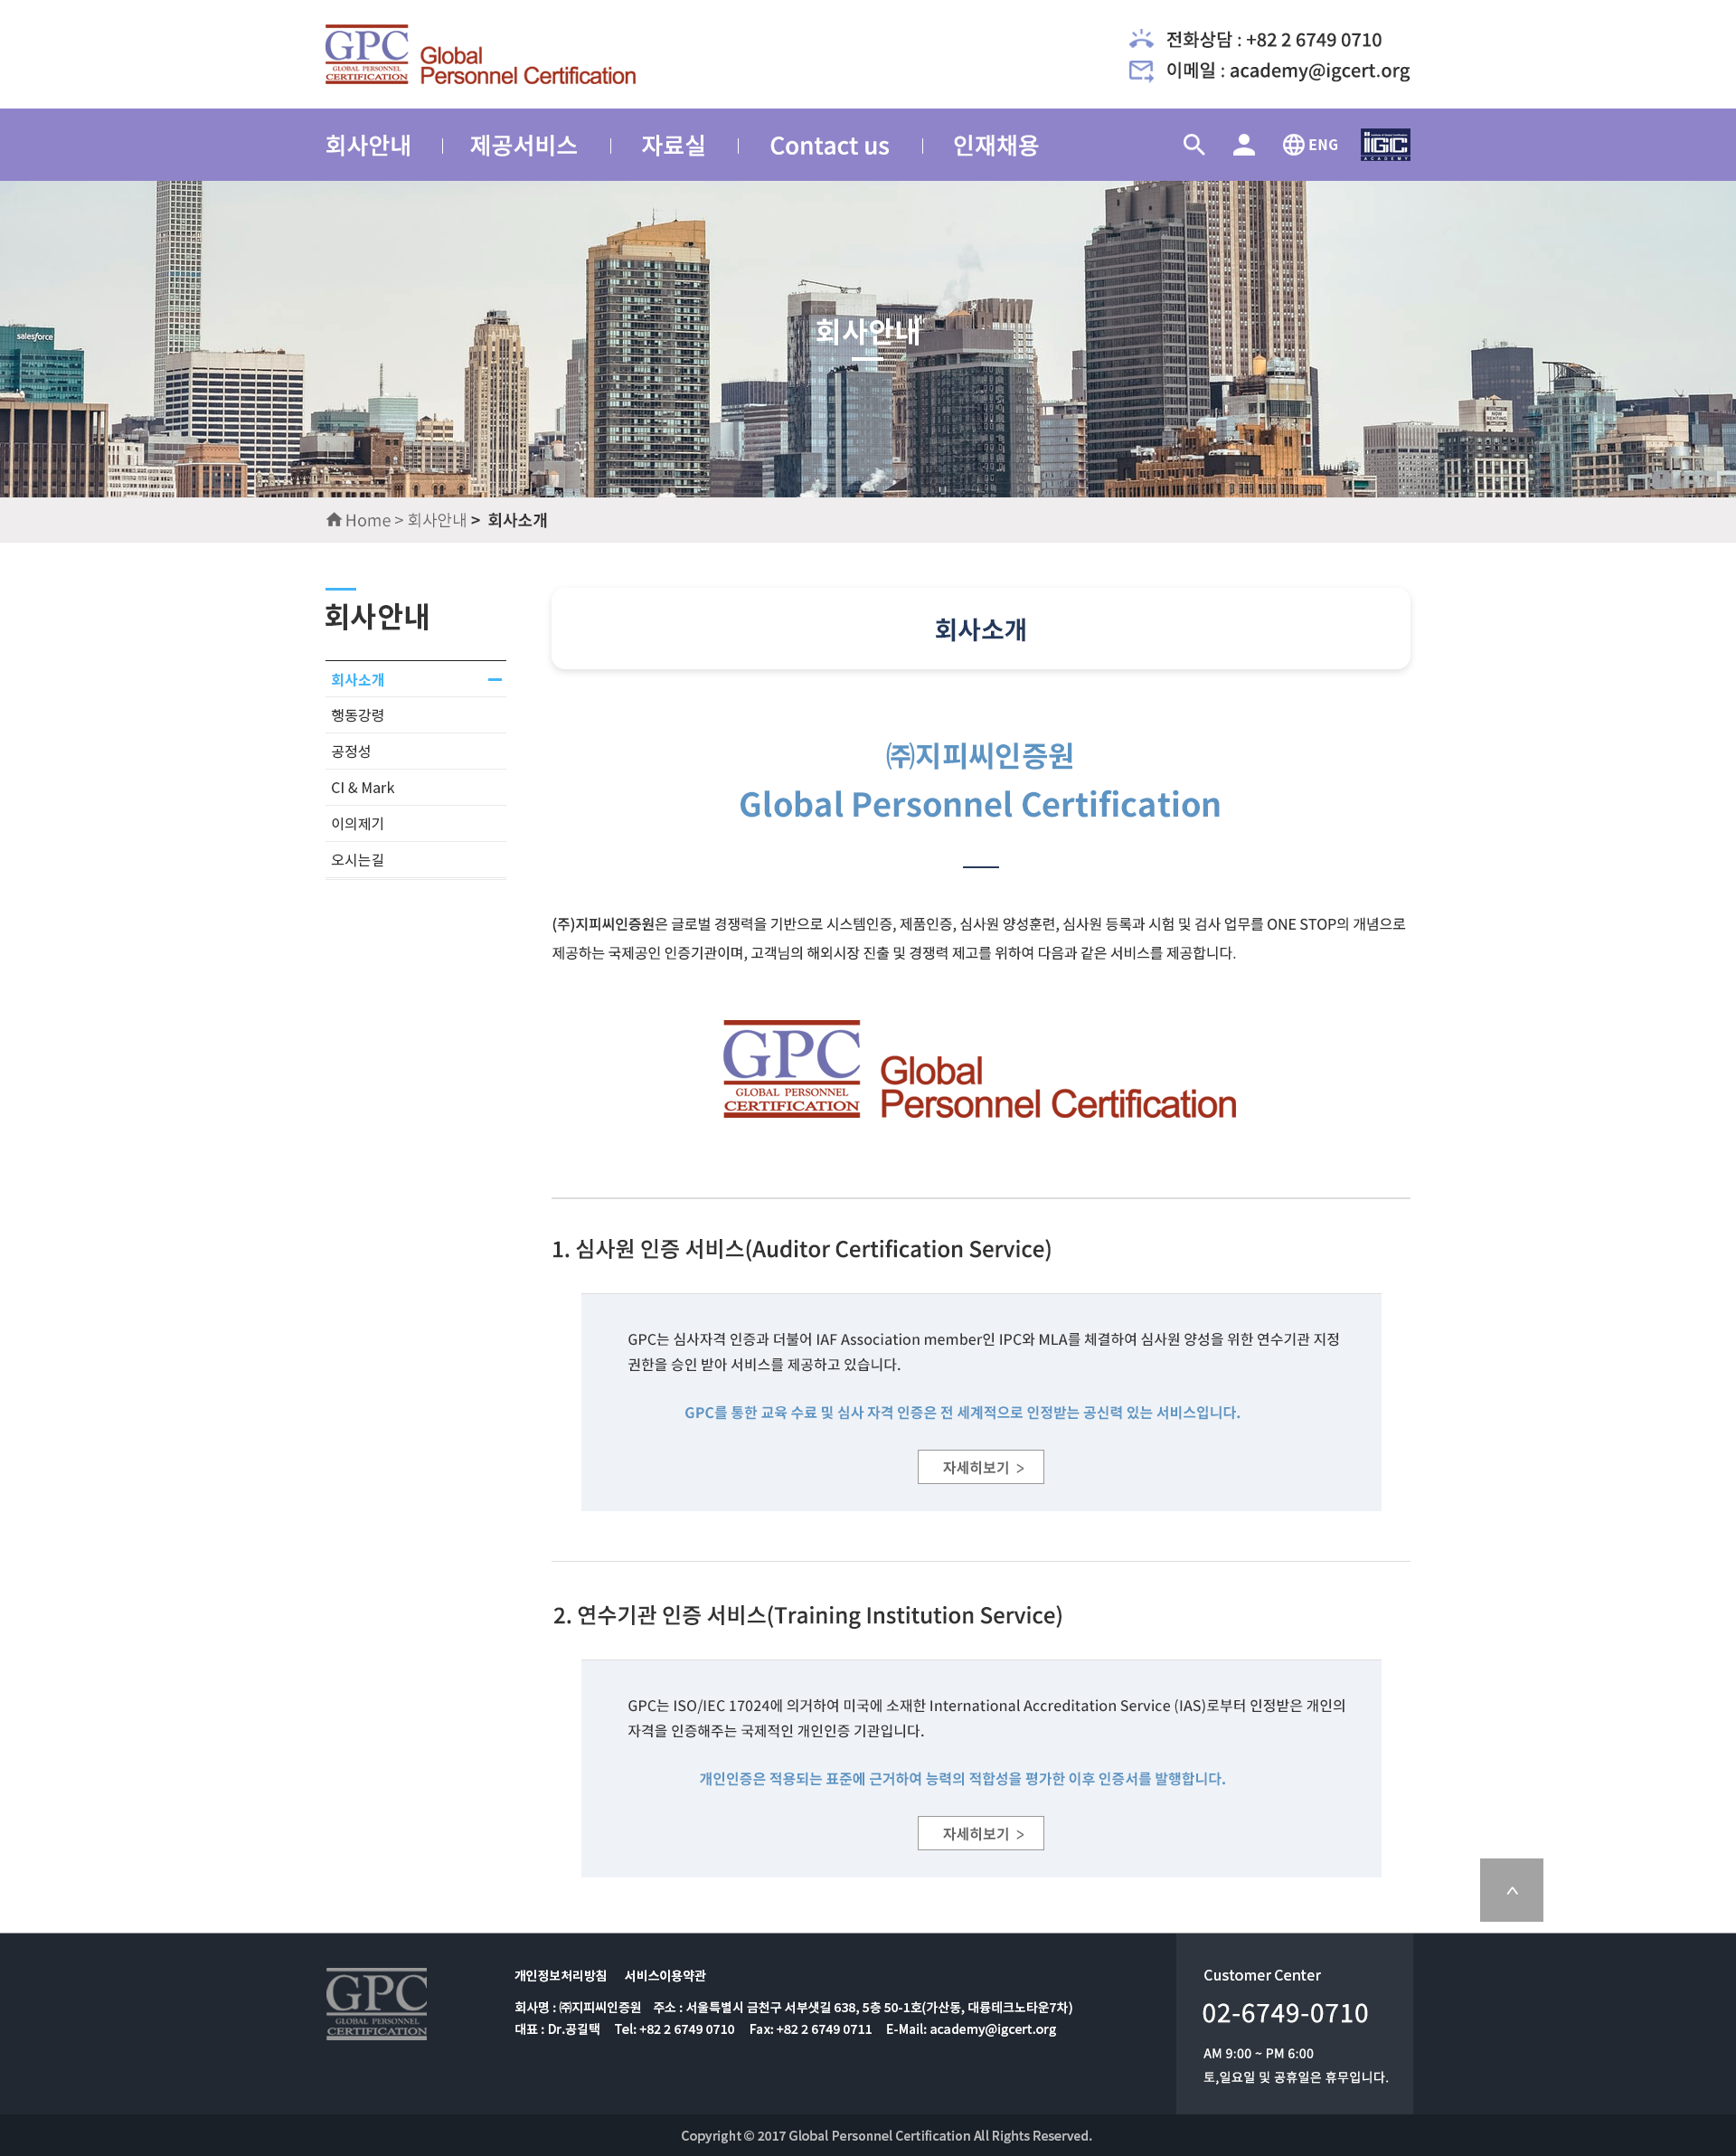 GPC
GLOBAL PERSONNEL
CERTIFICATION
Global
Personnel Certification
전화상담 : +82 2 6749 0710
이메일 : academy@igcert.org
회사안내
제공서비스
자료실
Contact us
인재채용
ENG
IGC
ACADEMY
salesforce
회사안내
Home > 회사안내 > 회사소개
회사안내
회사소개
행동강령
공정성
CI & Mark
이의제기
오시는길
회사소개
㈜지피씨인증원
Global Personnel Certification
(주)지피씨인증원은 글로벌 경쟁력을 기반으로 시스템인증, 제품인증, 심사원 양성훈련, 심사원 등록과 시험 및 검사 업무를 ONE STOP의 개념으로
제공하는 국제공인 인증기관이며, 고객님의 해외시장 진출 및 경쟁력 제고를 위하여 다음과 같은 서비스를 제공합니다.
GPC
GLOBAL PERSONNEL
CERTIFICATION
Global
Personnel Certification
1. 심사원 인증 서비스(Auditor Certification Service)
GPC는 심사자격 인증과 더불어 IAF Association member인 IPC와 MLA를 체결하여 심사원 양성을 위한 연수기관 지정
권한을 승인 받아 서비스를 제공하고 있습니다.
GPC를 통한 교육 수료 및 심사 자격 인증은 전 세계적으로 인정받는 공신력 있는 서비스입니다.
자세히보기 >
2. 연수기관 인증 서비스(Training Institution Service)
GPC는 ISO/IEC 17024에 의거하여 미국에 소재한 International Accreditation Service (IAS)로부터 인정받은 개인의
자격을 인증해주는 국제적인 개인인증 기관입니다.
개인인증은 적용되는 표준에 근거하여 능력의 적합성을 평가한 이후 인증서를 발행합니다.
자세히보기 >
GPC
GLOBAL PERSONNEL
CERTIFICATION
개인정보처리방침 서비스이용약관
회사명 : ㈜지피씨인증원 주소 : 서울특별시 금천구 서부샛길 638, 5층 50-1호(가산동, 대륭테크노타운7차)
대표 : Dr.공길택 Tel: +82 2 6749 0710 Fax: +82 2 6749 0711 E-Mail: academy@igcert.org
Customer Center
02-6749-0710
AM 9:00 ~ PM 6:00
토,일요일 및 공휴일은 휴무입니다.
Copyright © 2017 Global Personnel Certification All Rights Reserved.